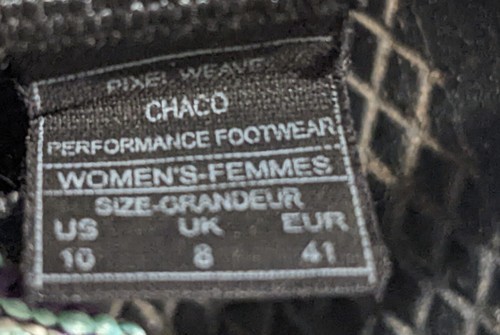 PIXEL WEAVE
CHACO
PERFORMANCE FOOTWEAR
WOMEN'S-FEMMES
SIZE-GRANDEUR
US UK EUR
10 8 41